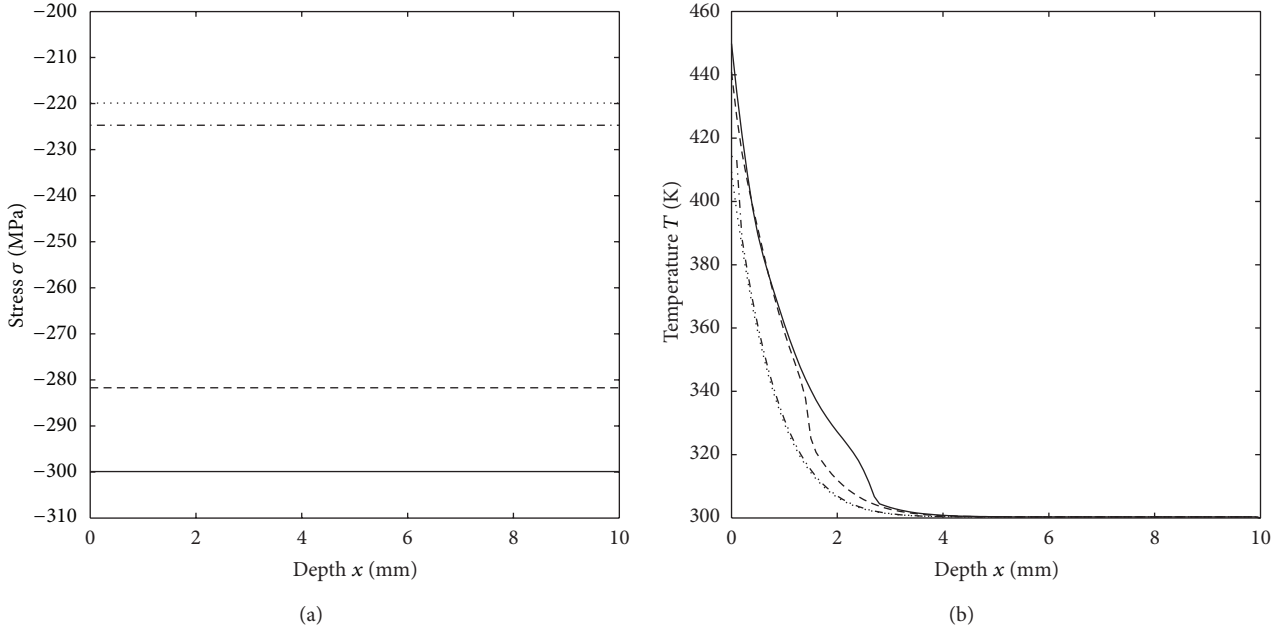 −200
−210
−220
−230
−240
−250
−260
−270
−280
−290
−300
−310
Stress σ (MPa)
0 2 4 6 8 10
Depth x (mm)
(a)
460
440
420
400
380
360
340
320
300
Temperature T (K)
0 2 4 6 8 10
Depth x (mm)
(b)